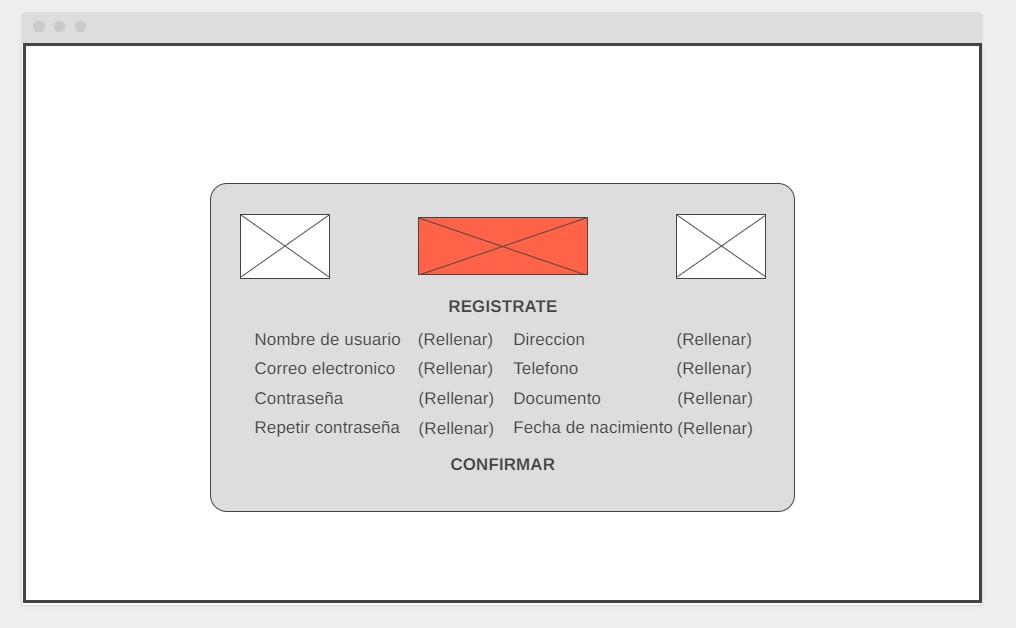 REGISTRATE
Nombre de usuario (Rellenar) Direccion (Rellenar)
Correo electronico (Rellenar) Telefono (Rellenar)
Contraseña (Rellenar) Documento (Rellenar)
Repetir contraseña (Rellenar) Fecha de nacimiento (Rellenar)
CONFIRMAR